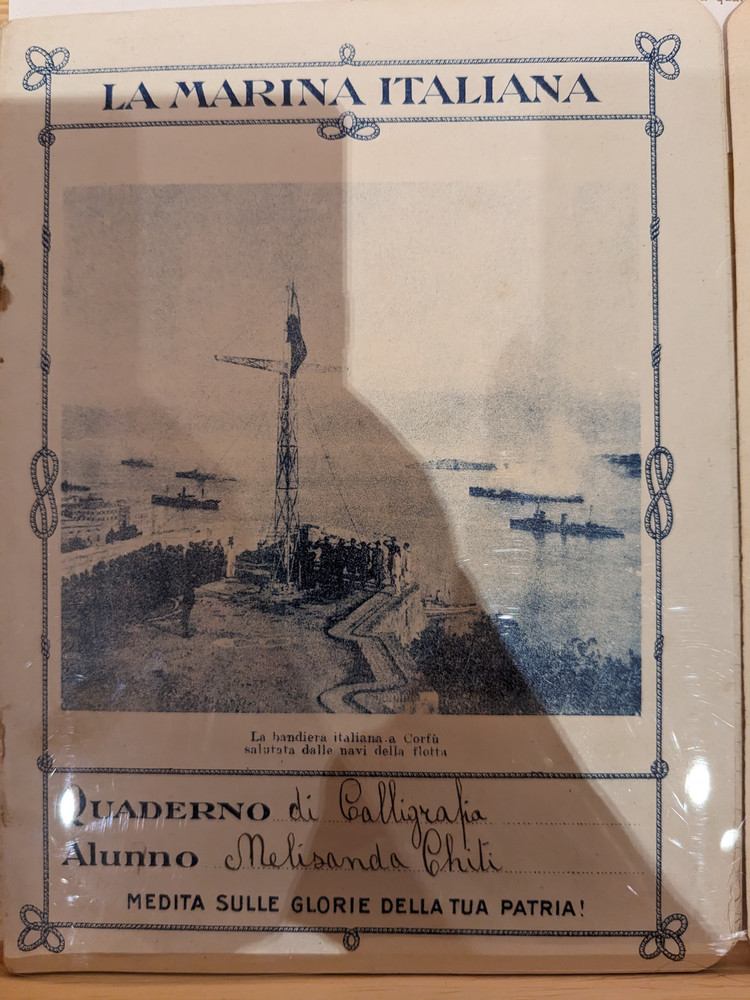 LA MARINA ITALIANA
La bandiera italiana a Corfù
salutata dalle navi della flotta
QUADERNO di Calligrafia
Alunno Melisanda Chiti
MEDITA SULLE GLORIE DELLA TUA PATRIA!